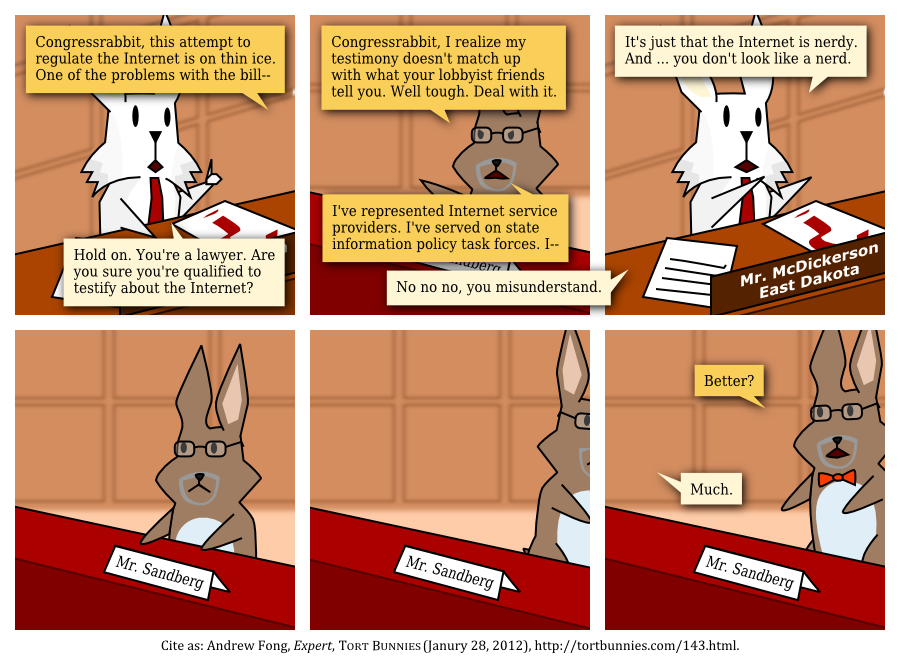 Congressrabbit, this attempt to
regulate the Internet is on thin ice.
One of the problems with the bill--
Hold on. You're a lawyer. Are
you sure you're qualified to
testify about the Internet?
Congressrabbit, I realize my
testimony doesn't match up
with what your lobbyist friends
tell you. Well tough. Deal with it.
I've represented Internet service
providers. I've served on state
information policy task forces. I--
No no no, you misunderstand.
It's just that the Internet is nerdy.
And ... you don't look like a nerd.
Mr. McDickerson
East Dakota
Mr. Sandberg
Mr. Sandberg
Better?
Much.
Mr. Sandberg
Cite as: Andrew Fong, Expert, TORT BUNNIES (Janury 28, 2012), http://tortbunnies.com/143.html.